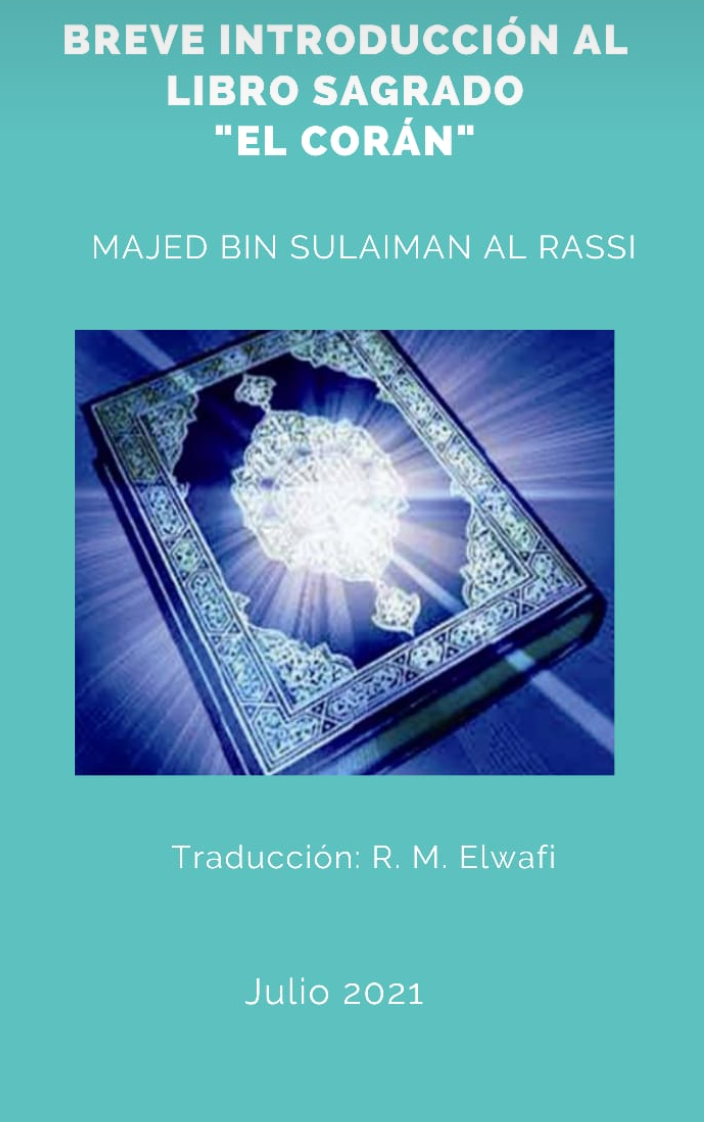 BREVE INTRODUCCIÓN AL
LIBRO SAGRADO
"EL CORÁN"
MAJED BIN SULAIMAN AL RASSI
Traducción: R. M. Elwafi
Julio 2021